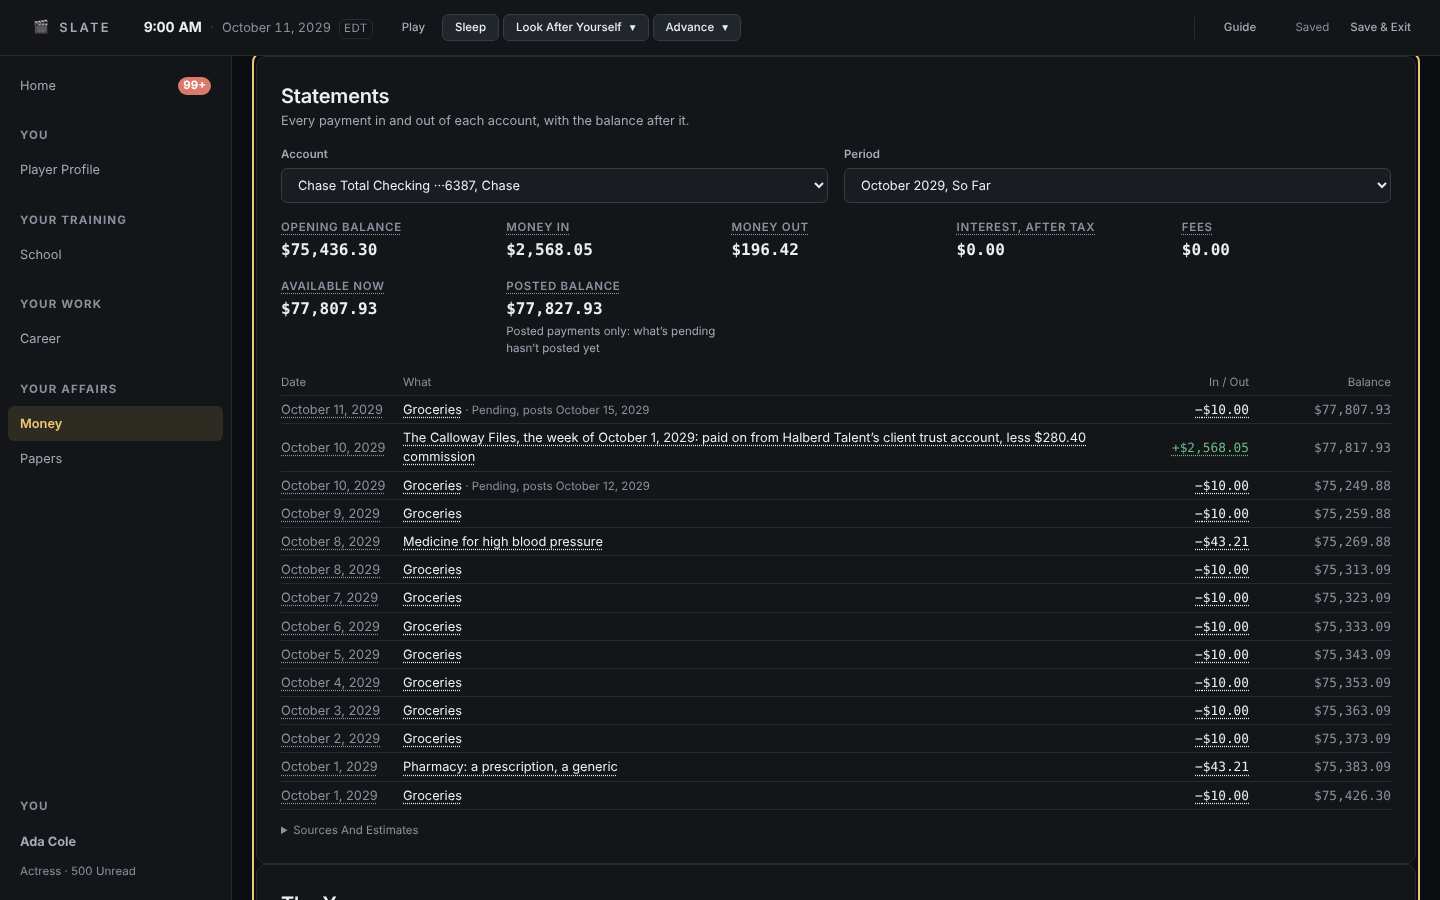 SLATE
9:00 AM · October 11, 2029 EDT
Play
Sleep
Look After Yourself ▾
Advance ▾
Guide
Saved
Save & Exit
Home
99+
YOU
Player Profile
YOUR TRAINING
School
YOUR WORK
Career
YOUR AFFAIRS
Money
Papers
YOU
Ada Cole
Actress · 500 Unread
Statements
Every payment in and out of each account, with the balance after it.
Account
Period
Chase Total Checking ···6387, Chase
October 2029, So Far
OPENING BALANCE
$75,436.30
MONEY IN
$2,568.05
MONEY OUT
$196.42
INTEREST, AFTER TAX
$0.00
FEES
$0.00
AVAILABLE NOW
$77,807.93
POSTED BALANCE
$77,827.93
Posted payments only: what's pending
hasn't posted yet
Date What In / Out Balance
October 11, 2029 Groceries · Pending, posts October 15, 2029 −$10.00 $77,807.93
October 10, 2029 The Calloway Files, the week of October 1, 2029: paid on from Halberd Talent's client trust account, less $280.40
commission +$2,568.05 $77,817.93
October 10, 2029 Groceries · Pending, posts October 12, 2029 −$10.00 $75,249.88
October 9, 2029 Groceries −$10.00 $75,259.88
October 8, 2029 Medicine for high blood pressure −$43.21 $75,269.88
October 8, 2029 Groceries −$10.00 $75,313.09
October 7, 2029 Groceries −$10.00 $75,323.09
October 6, 2029 Groceries −$10.00 $75,333.09
October 5, 2029 Groceries −$10.00 $75,343.09
October 4, 2029 Groceries −$10.00 $75,353.09
October 3, 2029 Groceries −$10.00 $75,363.09
October 2, 2029 Groceries −$10.00 $75,373.09
October 1, 2029 Pharmacy: a prescription, a generic −$43.21 $75,383.09
October 1, 2029 Groceries −$10.00 $75,426.30
▶ Sources And Estimates